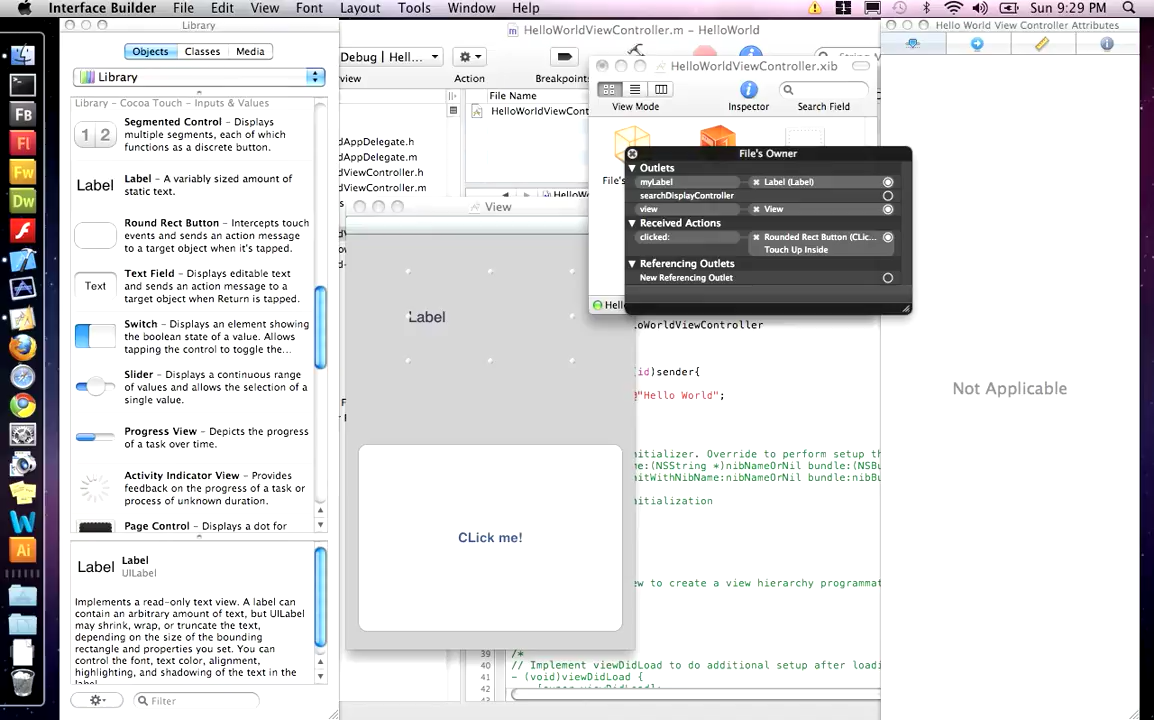 Interface Builder File Edit View Font Layout Tools Window Help Sun 9:29 PM
Library
Objects Classes Media
Library
Library – Cocoa Touch – Inputs & Values
1 2
Segmented Control – Displays
multiple segments, each of which
functions as a discrete button.
Label
Label – A variably sized amount of
static text.
Round Rect Button – Intercepts touch
events and sends an action message
to a target object when it's tapped.
Text
Text Field – Displays editable text
and sends an action message to a
target object when Return is tapped.
Switch – Displays an element showing
the boolean state of a value. Allows
tapping the control to toggle the...
Slider – Displays a continuous range
of values and allows the selection of a
single value.
Progress View – Depicts the progress
of a task over time.
Activity Indicator View – Provides
feedback on the progress of a task or
process of unknown duration.
Page Control – Displays a dot for
Label
Label
UILabel
Implements a read-only text view. A label can
contain an arbitrary amount of text, but UILabel
may shrink, wrap, or truncate the text,
depending on the size of the bounding
rectangle and properties you set. You can
control the font, text color, alignment,
highlighting, and shadowing of the text in the
label.
Filter
Fb
Fl
Fw
Dw
W
Ai
HelloWorldViewController.m – HelloWorld
Debug | Hell...
view
Action
Breakpoints
File Name
HelloWorldViewCont
dAppDelegate.h
dAppDelegate.m
dViewController.h
dViewController.m
HelloWorldViewController.xib
View Mode
Inspector
Search Field
File's
Hello
File's Owner
Outlets
myLabel Label (Label)
searchDisplayController
view View
Received Actions
clicked: Rounded Rect Button (CLic...
Touch Up Inside
Referencing Outlets
New Referencing Outlet
View
Label
CLick me!
loWorldViewController
(id)sender{
@"Hello World";
nitializer. Override to perform setup th
me:(NSString *)nibNameOrNil bundle:(NSBu
nitWithNibName:nibNameOrNil bundle:nibBu
nitialization
ew to create a view hierarchy programmat
39 /*
40 // Implement viewDidLoad to do additional setup after loadi
41 - (void)viewDidLoad {
42 [super viewDidLoad];
Hello World View Controller Attributes
Not Applicable